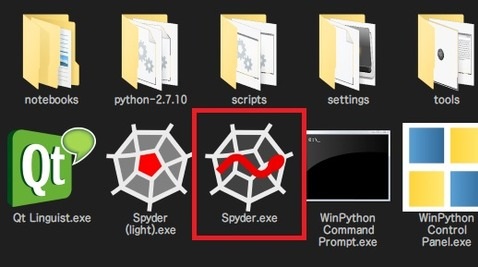 notebooks
python-2.7.10
scripts
settings
tools
Qt
Qt Linguist.exe
Spyder
(light).exe
Spyder.exe
WinPython
Command
Prompt.exe
WinPython
Control
Panel.exe